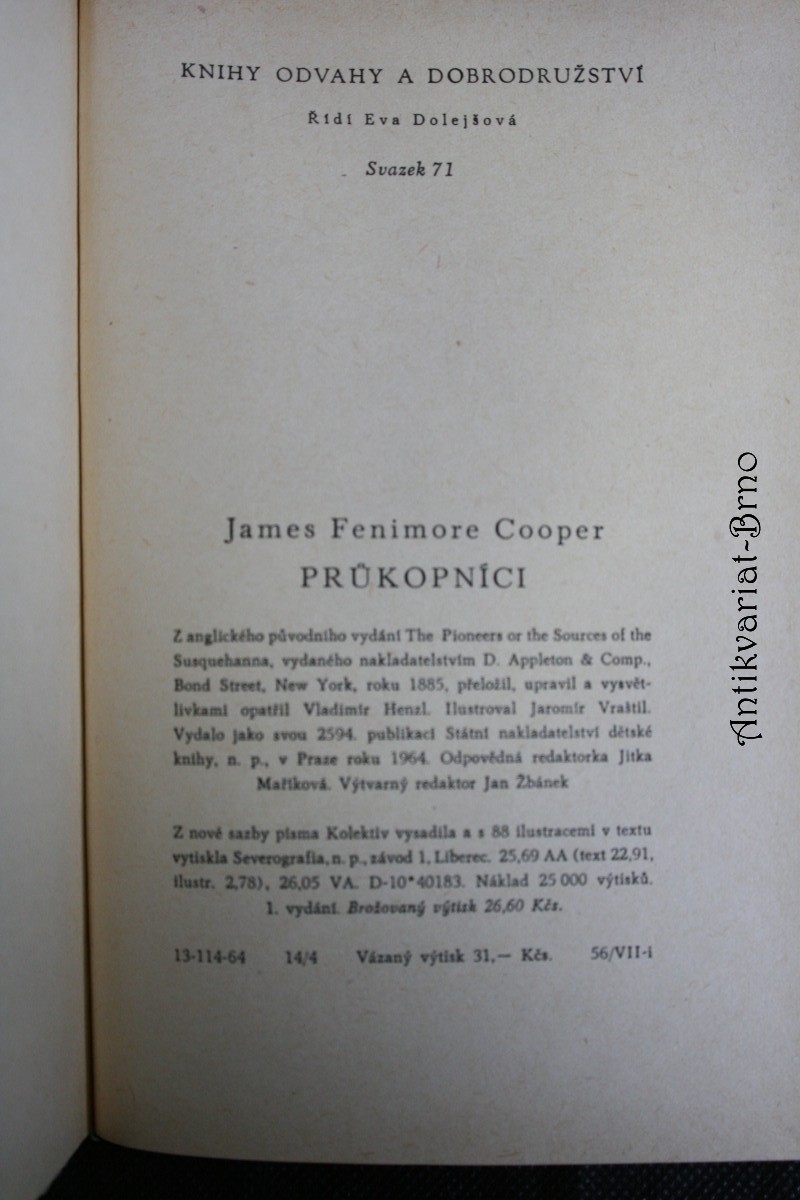 KNIHY ODVAHY A DOBRODRUŽSTVÍ
Řídí Eva Dolejšová
Svazek 71
James Fenimore Cooper
PRŮKOPNÍCI
Z anglického původního vydání The Pioneers or the Sources of the
Susquehanna, vydaného nakladatelstvím D. Appleton & Comp.,
Bond Street, New York, roku 1885, přeložil, upravil a vysvět-
livkami opatřil Vladimír Henzl. Ilustroval Jaromír Vraštil.
Vydalo jako svou 2594. publikaci Státní nakladatelství dětské
knihy, n. p., v Praze roku 1964. Odpovědná redaktorka Jitka
Maříková. Výtvarný redaktor Jan Žbánek
Z nové sazby písma Kolektiv vysadila a s 88 ilustracemi v textu
vytiskla Severografia, n. p., závod 1, Liberec. 25,69 AA (text 22,91,
ilustr. 2,78), 26,05 VA. D-10*40183. Náklad 25 000 výtisků.
1. vydání. Brožovaný výtisk 26,60 Kčs.
13-114-64 14/4 Vázaný výtisk 31,— Kčs. 56/VII-i
Antikvariat-Brno